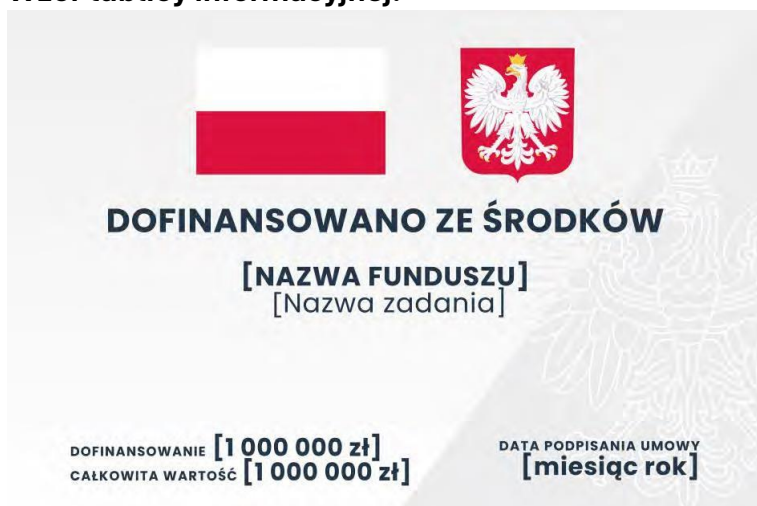 Wzór tablicy informacyjnej:
DOFINANSOWANO ZE ŚRODKÓW
[NAZWA FUNDUSZU]
[Nazwa zadania]
DOFINANSOWANIE [1 000 000 zł]
CAŁKOWITA WARTOŚĆ [1 000 000 zł]
DATA PODPISANIA UMOWY
[miesiąc rok]